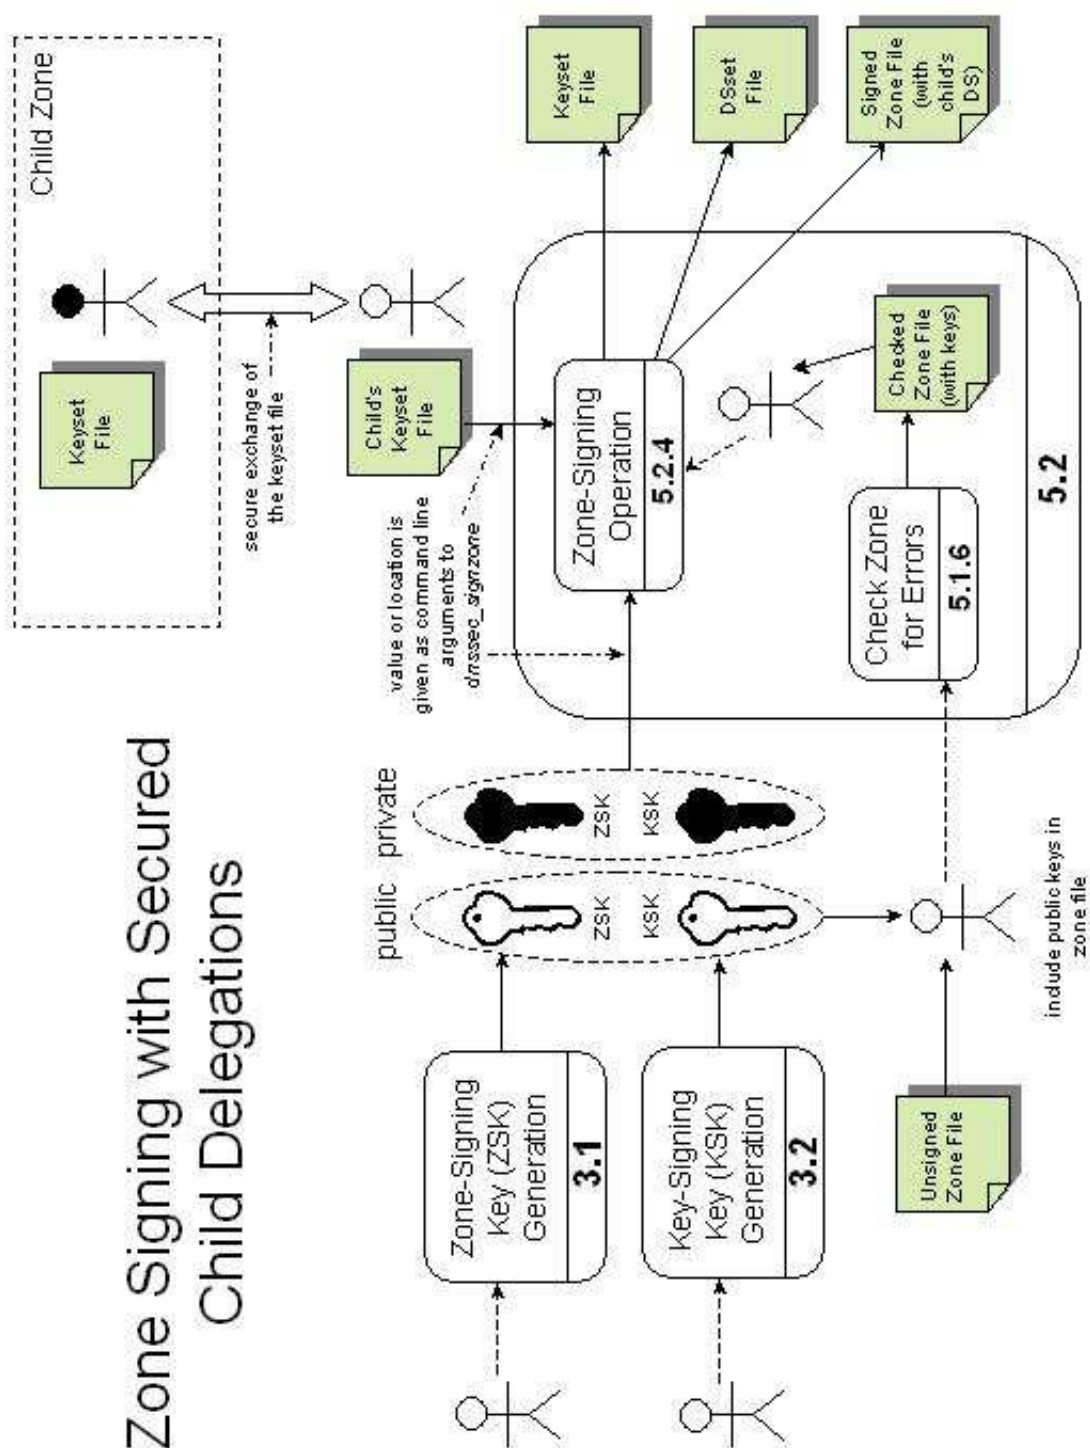 Zone Signing with Secured
Child Delegations
Child Zone
Keyset
File
secure exchange of
the keyset file
Child's
Keyset
File
value or location is
given as command line
arguments to
dnssec_signzone
Zone-Signing
Key (ZSK)
Generation
3.1
Key-Signing
Key (KSK)
Generation
3.2
public
private
ZSK
KSK
ZSK
KSK
Unsigned
Zone File
include public keys in
zone file
Zone-Signing
Operation
5.2.4
Check Zone
for Errors
5.1.6
Checked
Zone File
(with keys)
5.2
Keyset
File
DSset
File
Signed
Zone File
(with
child's
DS)